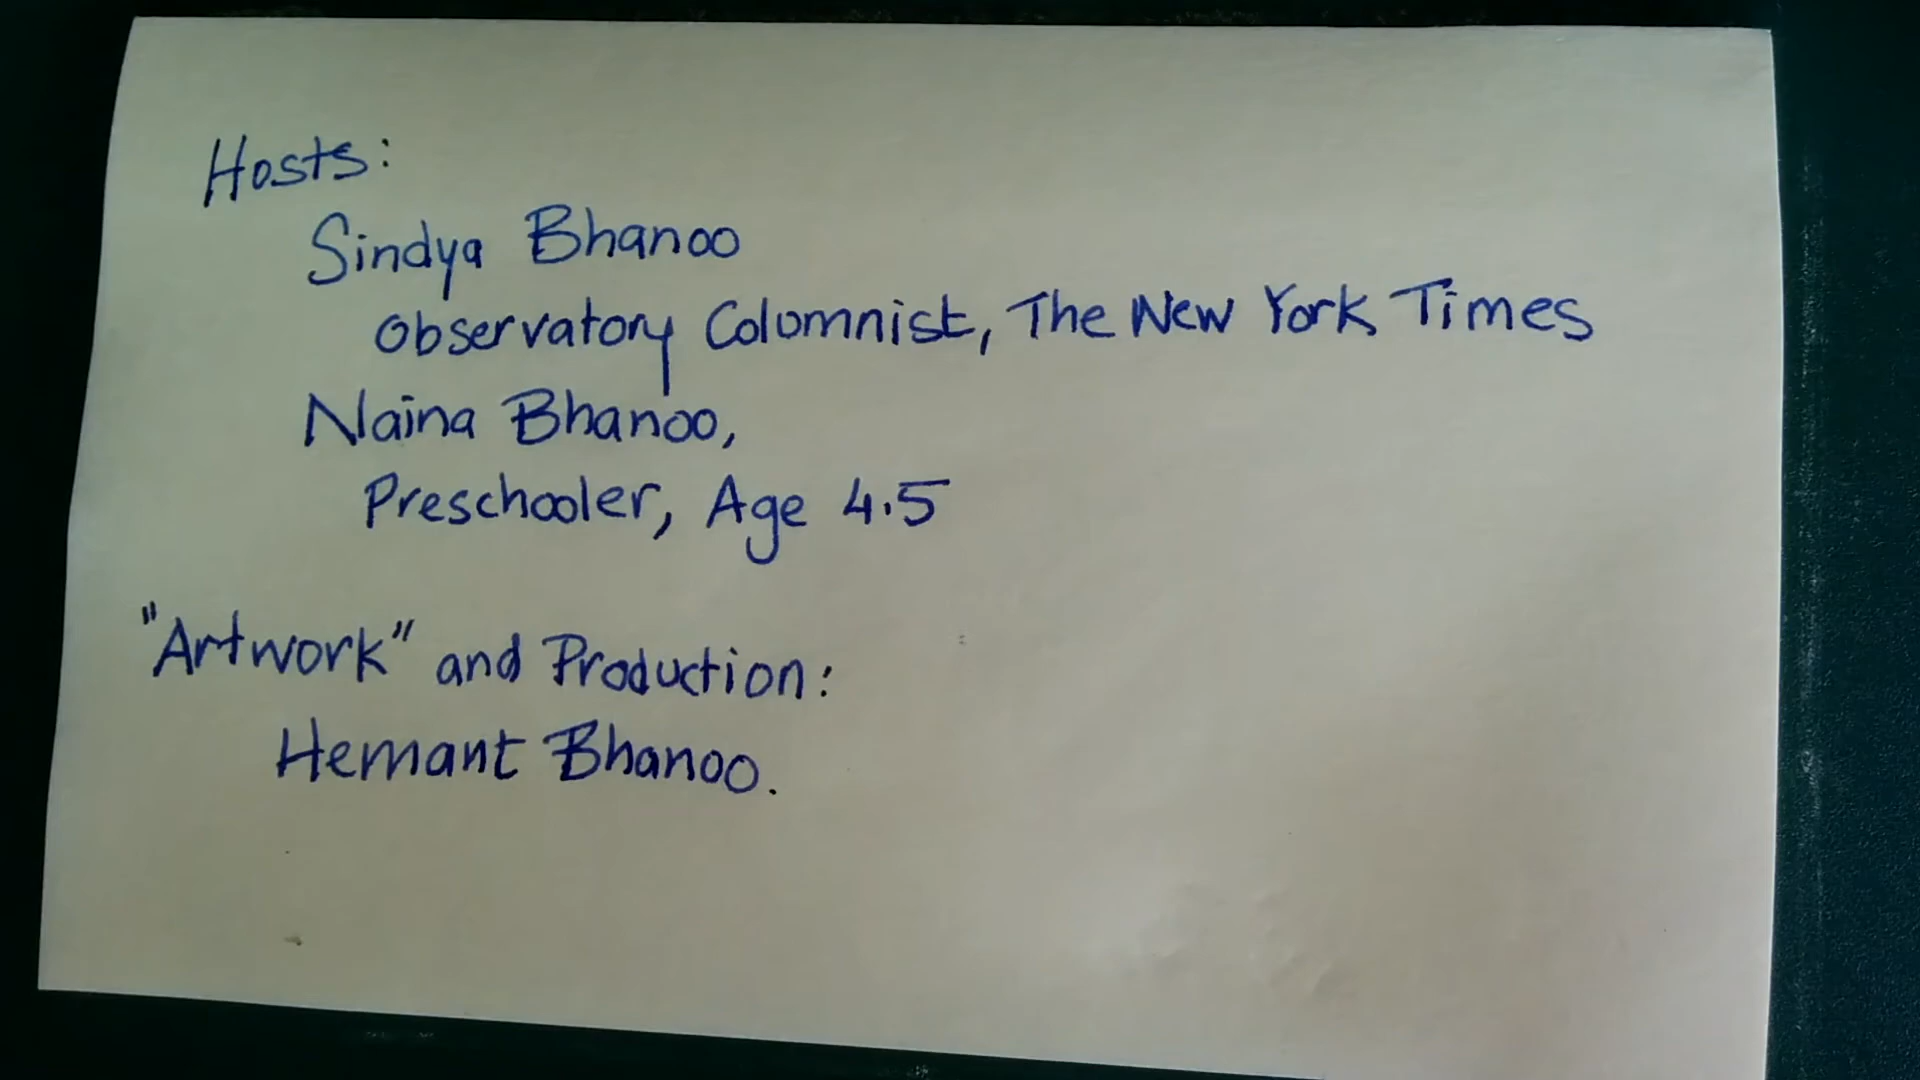 Hosts:
Sindya Bhanoo
Observatory Colomnist, The New York Times
Naina Bhanoo,
Preschooler, Age 4.5
"Artwork" and Production:
Hemant Bhanoo.